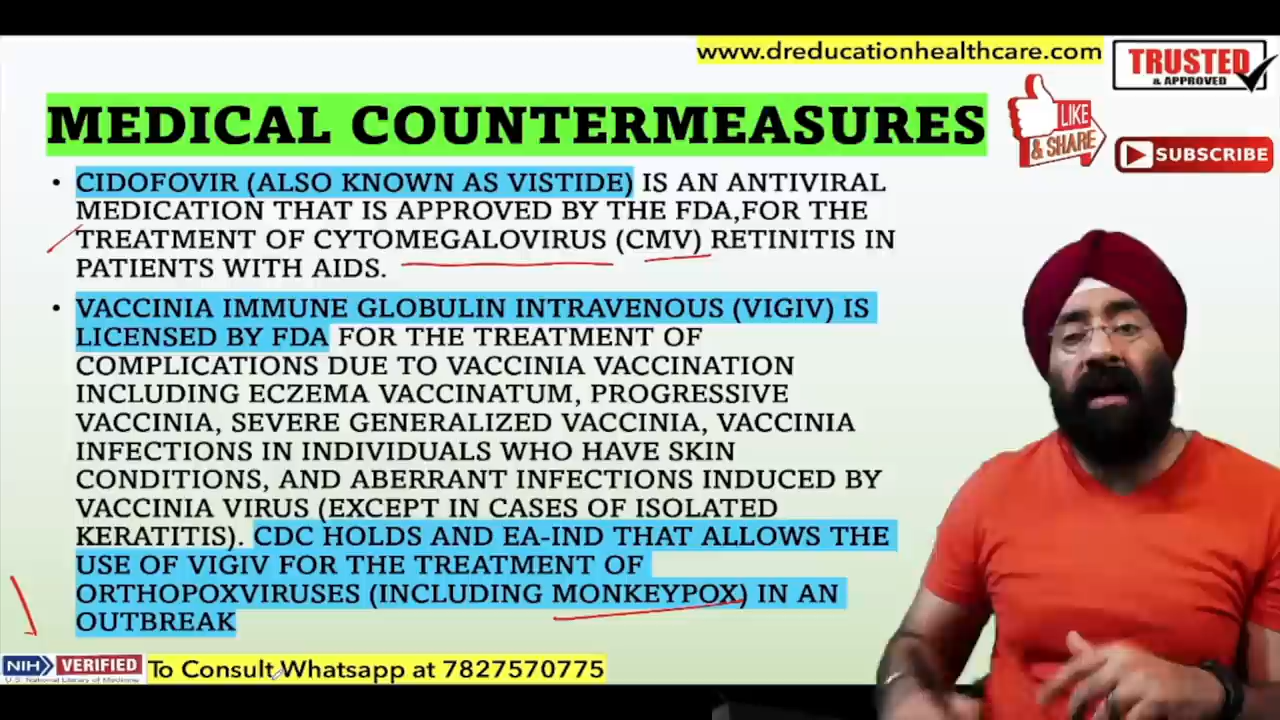 www.dreducationhealthcare.com
TRUSTED
& APPROVED
MEDICAL COUNTERMEASURES
LIKE
& SHARE
SUBSCRIBE
• CIDOFOVIR (ALSO KNOWN AS VISTIDE) IS AN ANTIVIRAL
MEDICATION THAT IS APPROVED BY THE FDA,FOR THE
TREATMENT OF CYTOMEGALOVIRUS (CMV) RETINITIS IN
PATIENTS WITH AIDS.
• VACCINIA IMMUNE GLOBULIN INTRAVENOUS (VIGIV) IS
LICENSED BY FDA FOR THE TREATMENT OF
COMPLICATIONS DUE TO VACCINIA VACCINATION
INCLUDING ECZEMA VACCINATUM, PROGRESSIVE
VACCINIA, SEVERE GENERALIZED VACCINIA, VACCINIA
INFECTIONS IN INDIVIDUALS WHO HAVE SKIN
CONDITIONS, AND ABERRANT INFECTIONS INDUCED BY
VACCINIA VIRUS (EXCEPT IN CASES OF ISOLATED
KERATITIS). CDC HOLDS AND EA-IND THAT ALLOWS THE
USE OF VIGIV FOR THE TREATMENT OF
ORTHOPOXVIRUSES (INCLUDING MONKEYPOX) IN AN
OUTBREAK
NIH VERIFIED
U.S. National Library of Medicine
To Consult Whatsapp at 7827570775